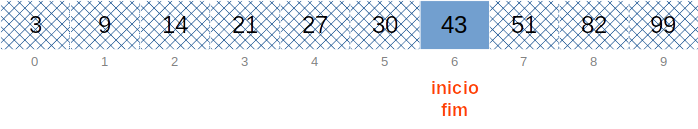 3 9 14 21 27 30 43 51 82 99
0 1 2 3 4 5 6 7 8 9
inicio
fim